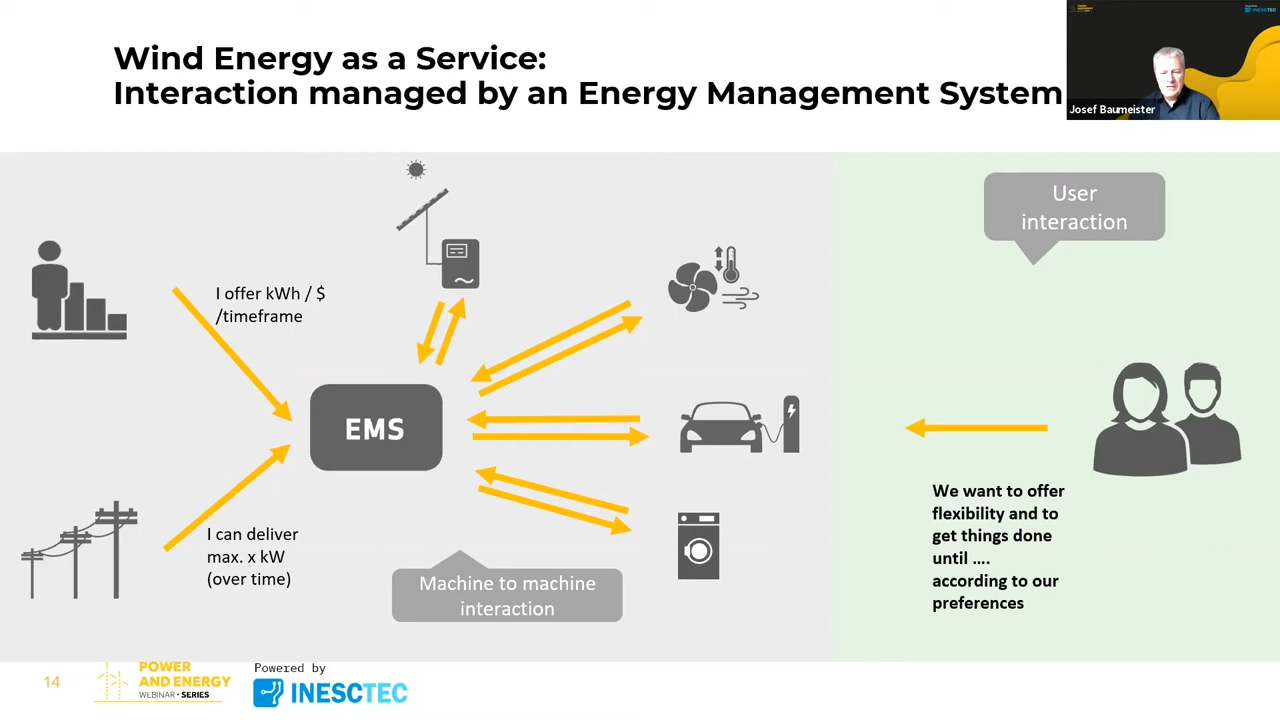 Wind Energy as a Service:
Interaction managed by an Energy Management System
Josef Baumeister
INESCTEC
User
interaction
I offer kWh / $
/timeframe
EMS
I can deliver
max. x kW
(over time)
Machine to machine
interaction
We want to offer
flexibility and to
get things done
until ....
according to our
preferences
14
POWER
AND ENERGY
WEBINAR • SERIES
Powered by
INESCTEC